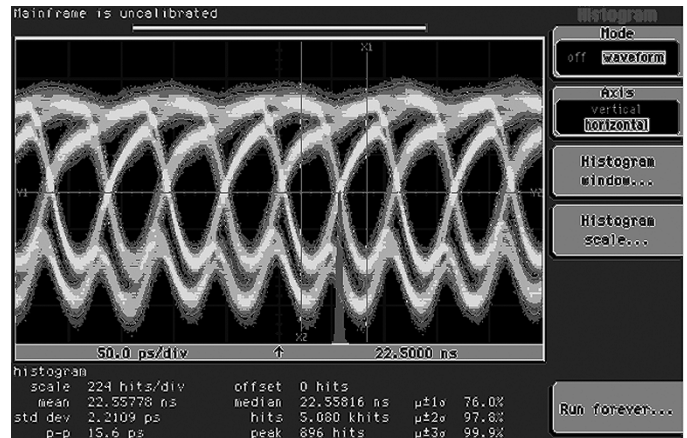 Mainframe is uncalibrated
Histogram
Mode
off waveform
Axis
vertical
horizontal
Histogram
window...
Histogram
scale...
Run forever...
X1
Y1
Y2
X2
50.0 ps/div ↑ 22.5000 ns
histogram
scale 224 hits/div offset 0 hits
mean 22.55778 ns median 22.55816 ns μ±1σ 76.0%
std dev 2.2109 ps hits 5.080 khits μ±2σ 97.8%
p-p 15.6 ps peak 896 hits μ±3σ 99.9%